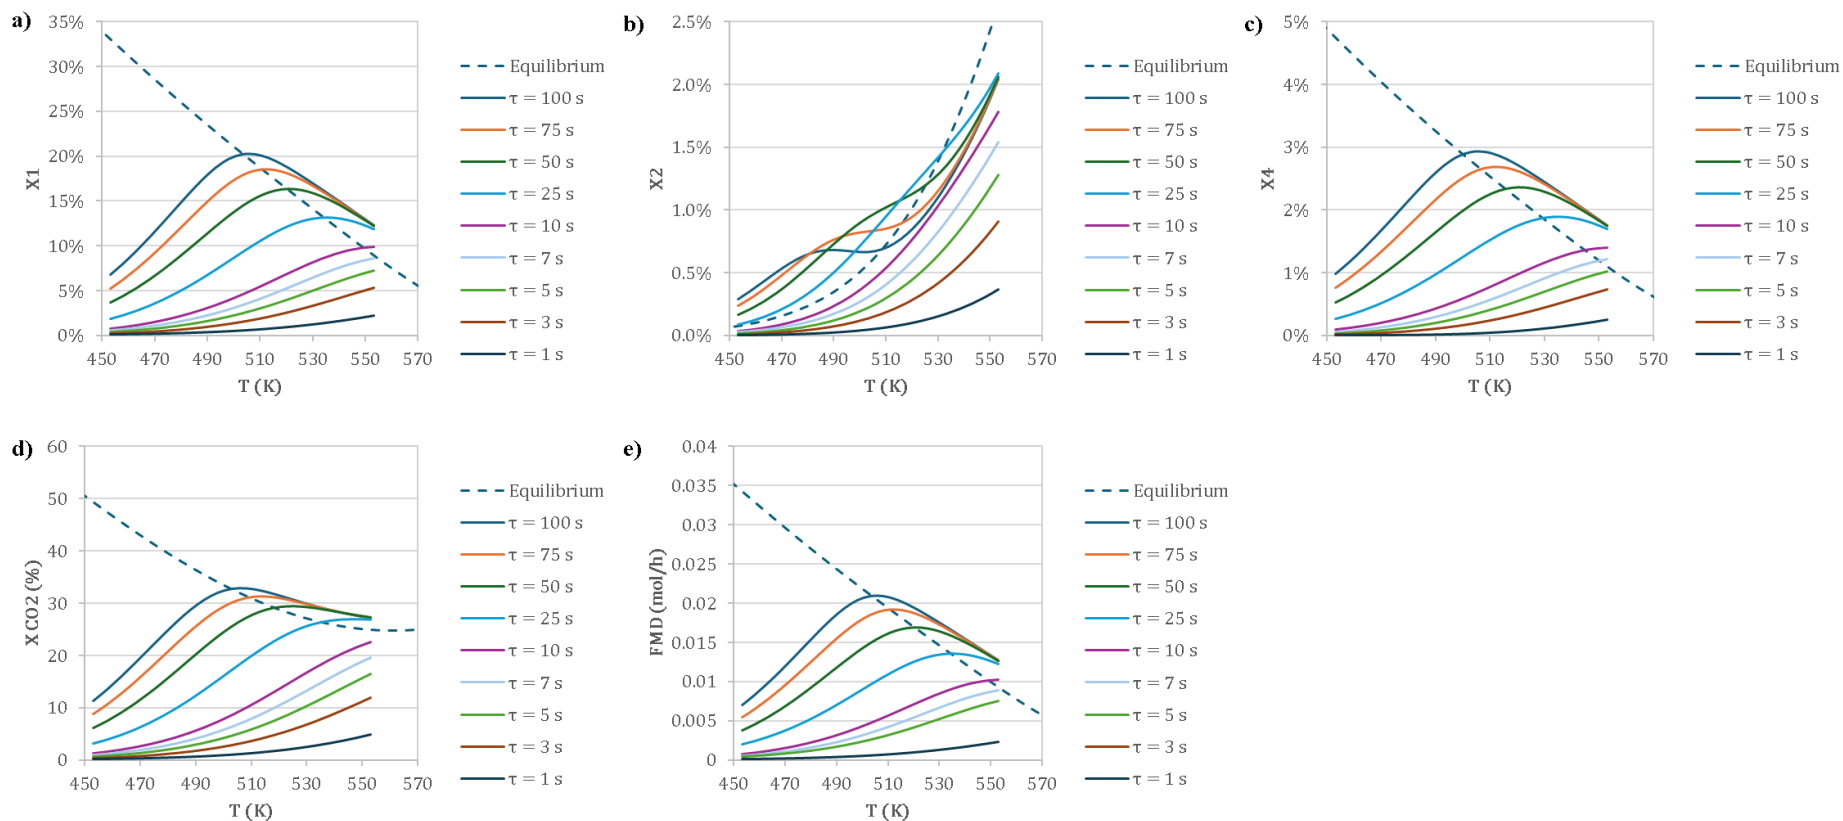 a)
35%
30%
25%
20%
15%
10%
5%
0%
X1
450 470 490 510 530 550 570
T (K)
Equilibrium
τ = 100 s
τ = 75 s
τ = 50 s
τ = 25 s
τ = 10 s
τ = 7 s
τ = 5 s
τ = 3 s
τ = 1 s
b)
2.5%
2.0%
1.5%
1.0%
0.5%
0.0%
X2
450 470 490 510 530 550 570
T (K)
Equilibrium
τ = 100 s
τ = 75 s
τ = 50 s
τ = 25 s
τ = 10 s
τ = 7 s
τ = 5 s
τ = 3 s
τ = 1 s
c)
5%
4%
3%
2%
1%
0%
X4
450 470 490 510 530 550 570
T (K)
Equilibrium
τ = 100 s
τ = 75 s
τ = 50 s
τ = 25 s
τ = 10 s
τ = 7 s
τ = 5 s
τ = 3 s
τ = 1 s
d)
60
50
40
30
20
10
0
X CO2 (%)
450 470 490 510 530 550 570
T (K)
Equilibrium
τ = 100 s
τ = 75 s
τ = 50 s
τ = 25 s
τ = 10 s
τ = 7 s
τ = 5 s
τ = 3 s
τ = 1 s
e)
0.04
0.035
0.03
0.025
0.02
0.015
0.01
0.005
0
FMD (mol/h)
450 470 490 510 530 550 570
T (K)
Equilibrium
τ = 100 s
τ = 75 s
τ = 50 s
τ = 25 s
τ = 10 s
τ = 7 s
τ = 5 s
τ = 3 s
τ = 1 s